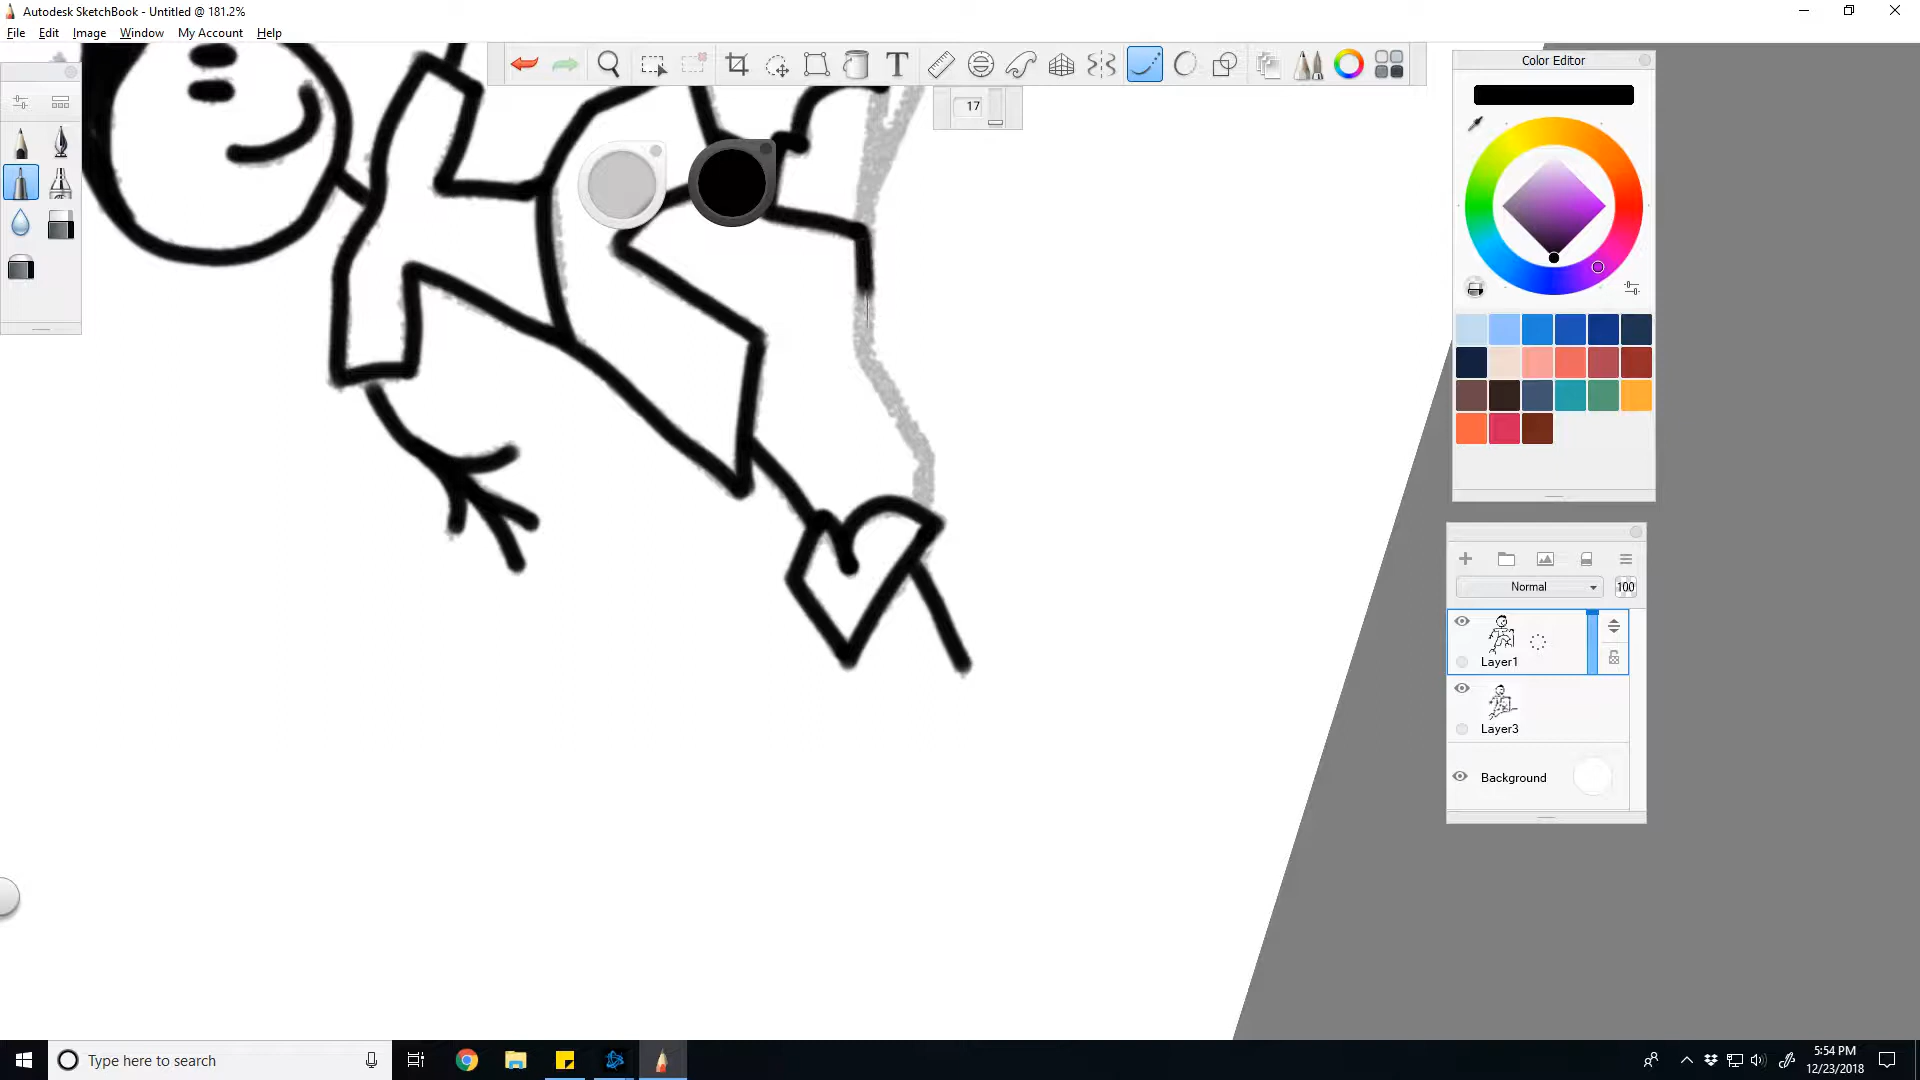 Autodesk SketchBook - Untitled @ 181.2%
File Edit Image Window My Account Help
T
17
Color Editor
Normal 100
Layer1
Layer3
Background
Type here to search
5:54 PM
12/23/2018